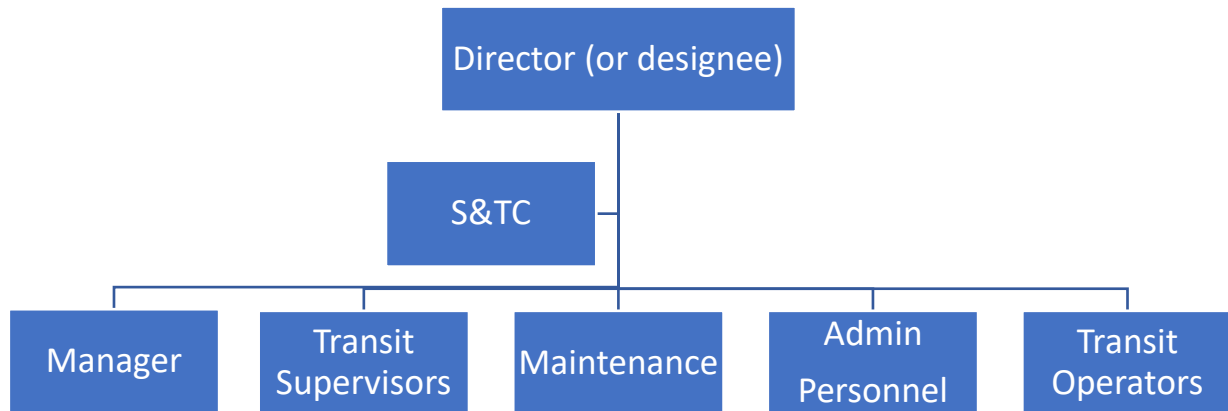 Director (or designee)
S&TC
Manager
Transit
Supervisors
Maintenance
Admin
Personnel
Transit
Operators